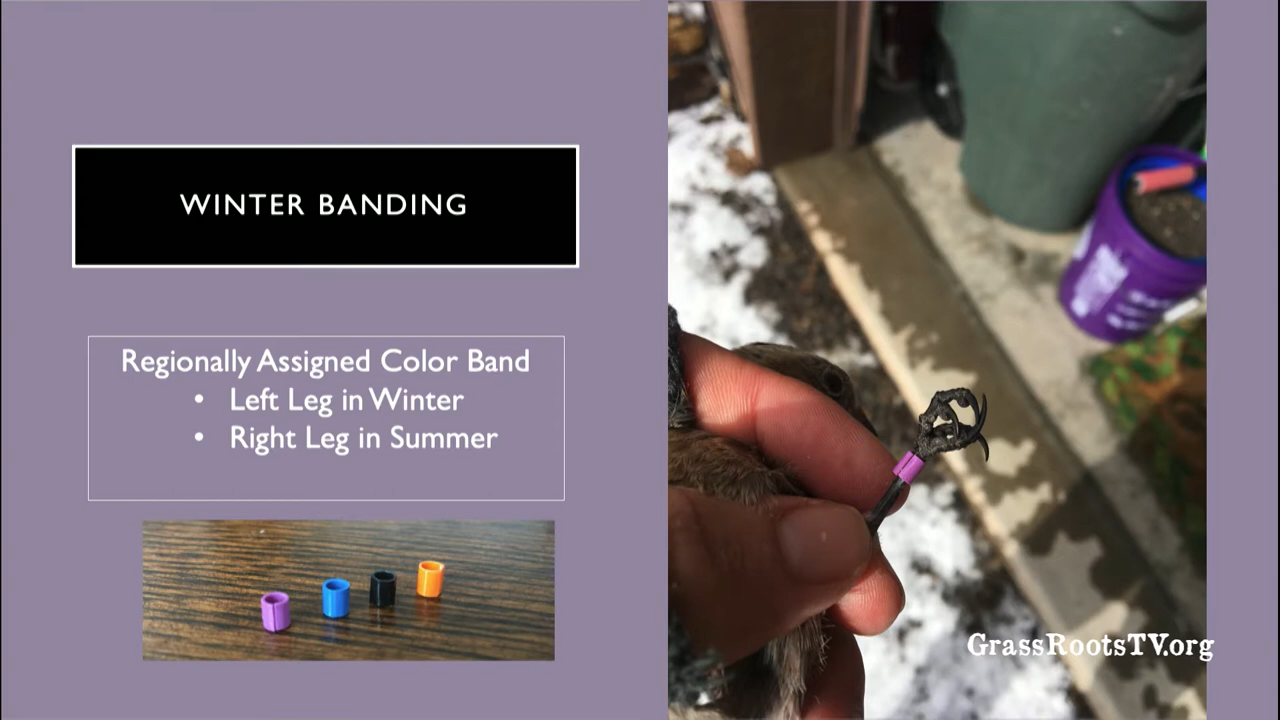 WINTER BANDING
Regionally Assigned Color Band
• Left Leg in Winter
• Right Leg in Summer
GrassRootsTV.org